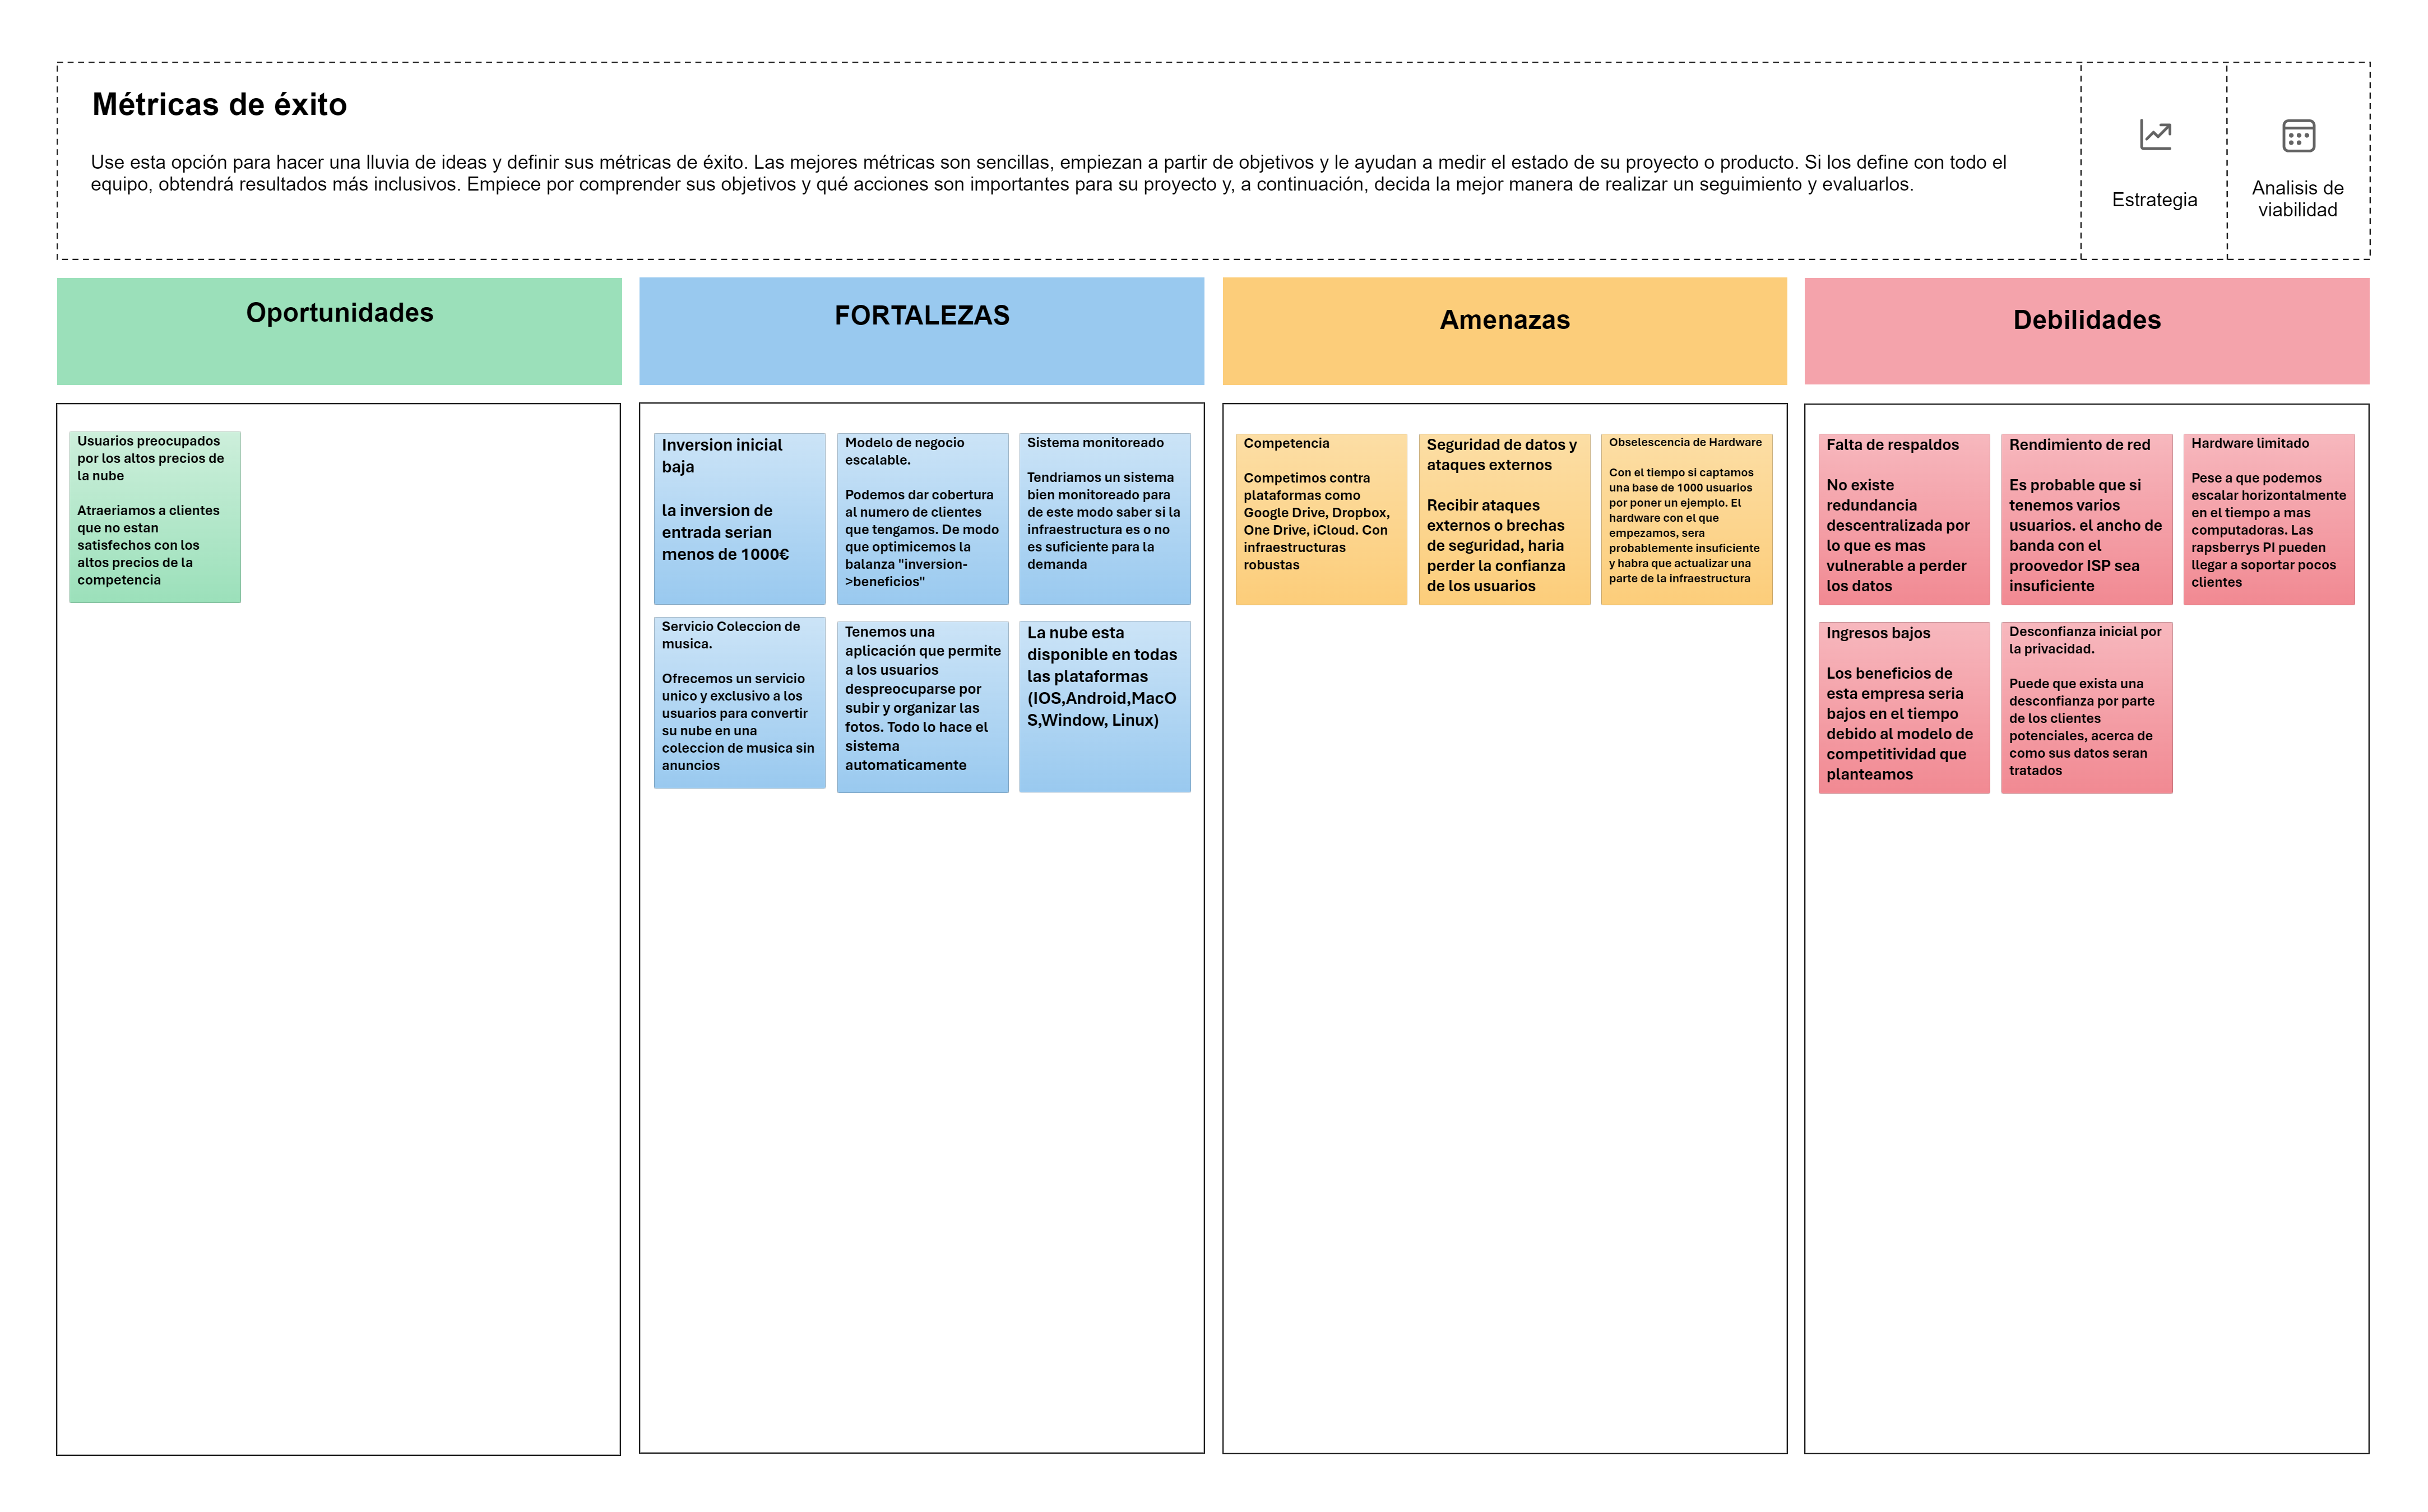 Métricas de éxito
Use esta opción para hacer una lluvia de ideas y definir sus métricas de éxito. Las mejores métricas son sencillas, empiezan a partir de objetivos y le ayudan a medir el estado de su proyecto o producto. Si los define con todo el
equipo, obtendrá resultados más inclusivos. Empiece por comprender sus objetivos y qué acciones son importantes para su proyecto y, a continuación, decida la mejor manera de realizar un seguimiento y evaluarlos.
Estrategia
Analisis de
viabilidad
Oportunidades
Usuarios preocupados
por los altos precios de
la nube
Atraeriamos a clientes
que no estan
satisfechos con los
altos precios de la
competencia
FORTALEZAS
Inversion inicial
baja
la inversion de
entrada serian
menos de 1000€
Modelo de negocio
escalable.
Podemos dar cobertura
al numero de clientes
que tengamos. De modo
que optimicemos la
balanza "inversion-
>beneficios"
Sistema monitoreado
Tendriamos un sistema
bien monitoreado para
de este modo saber si la
infraestructura es o no
es suficiente para la
demanda
Servicio Coleccion de
musica.
Ofrecemos un servicio
unico y exclusivo a los
usuarios para convertir
su nube en una
coleccion de musica sin
anuncios
Tenemos una
aplicación que permite
a los usuarios
despreocuparse por
subir y organizar las
fotos. Todo lo hace el
sistema
automaticamente
La nube esta
disponible en todas
las plataformas
(IOS,Android,MacO
S,Window, Linux)
Amenazas
Competencia
Competimos contra
plataformas como
Google Drive, Dropbox,
One Drive, iCloud. Con
infraestructuras
robustas
Seguridad de datos y
ataques externos
Recibir ataques
externos o brechas
de seguridad, haria
perder la confianza
de los usuarios
Obselescencia de Hardware
Con el tiempo si captamos
una base de 1000 usuarios
por poner un ejemplo. El
hardware con el que
empezamos, sera
probablemente insuficiente
y habra que actualizar una
parte de la infraestructura
Debilidades
Falta de respaldos
No existe
redundancia
descentralizada por
lo que es mas
vulnerable a perder
los datos
Rendimiento de red
Es probable que si
tenemos varios
usuarios. el ancho de
banda con el
proovedor ISP sea
insuficiente
Hardware limitado
Pese a que podemos
escalar horizontalmente
en el tiempo a mas
computadoras. Las
rapsberrys PI pueden
llegar a soportar pocos
clientes
Ingresos bajos
Los beneficios de
esta empresa seria
bajos en el tiempo
debido al modelo de
competitividad que
planteamos
Desconfianza inicial por
la privacidad.
Puede que exista una
desconfianza por parte
de los clientes
potenciales, acerca de
como sus datos seran
tratados